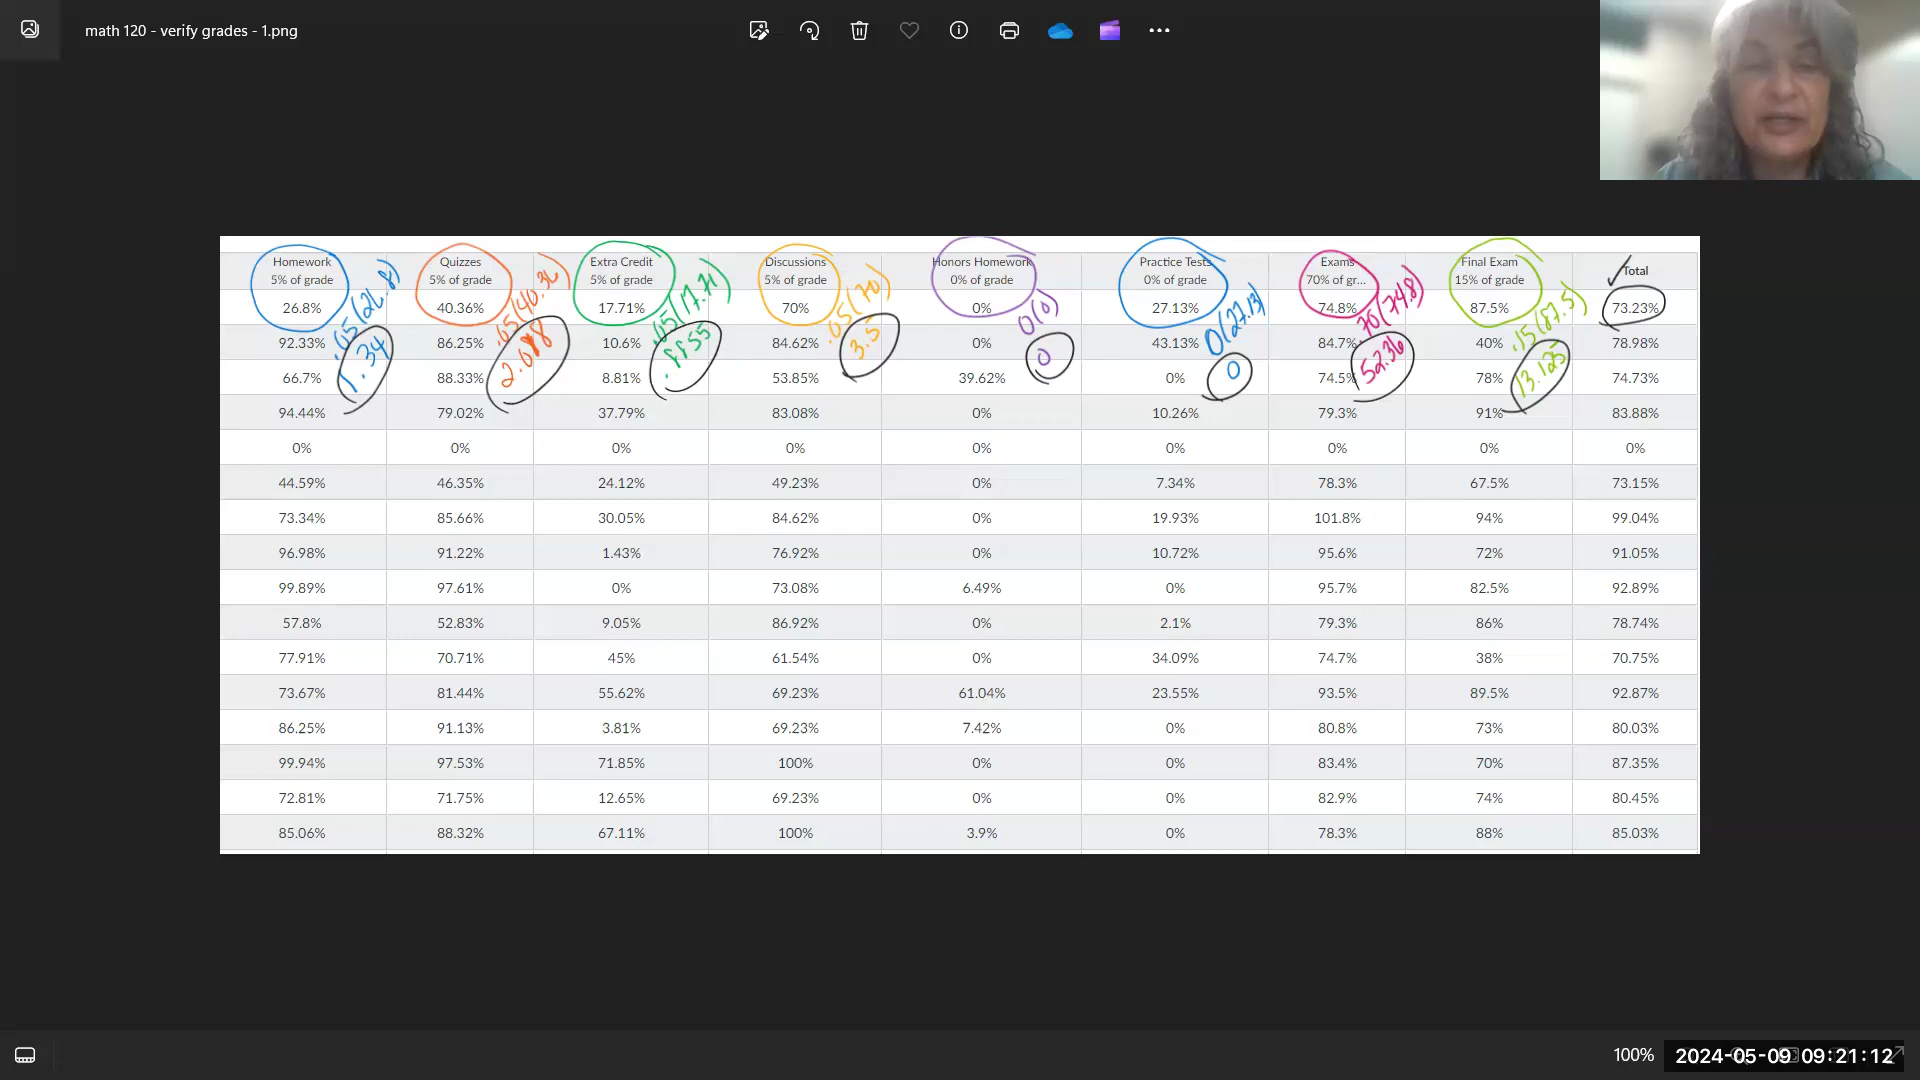 math 120 - verify grades - 1.png
Homework Quizzes Extra Credit Discussions Honors Homework Practice Tests Exams Final Exam Total
5% of grade 5% of grade 5% of grade 5% of grade 0% of grade 0% of grade 70% of gr... 15% of grade
26.8% 40.36% 17.71% 70% 0% 27.13% 74.8% 87.5% 73.23%
.05(26.8) .05(40.36) .05(17.71) .05(70) 0(0) 0(27.13) .70(74.8) .15(87.5)
1.34 2.018 .8855 3.5 0 0 52.36 13.125
92.33% 86.25% 10.6% 84.62% 0% 43.13% 84.7% 40% 78.98%
66.7% 88.33% 8.81% 53.85% 39.62% 0% 74.5% 78% 74.73%
94.44% 79.02% 37.79% 83.08% 0% 10.26% 79.3% 91% 83.88%
0% 0% 0% 0% 0% 0% 0% 0% 0%
44.59% 46.35% 24.12% 49.23% 0% 7.34% 78.3% 67.5% 73.15%
73.34% 85.66% 30.05% 84.62% 0% 19.93% 101.8% 94% 99.04%
96.98% 91.22% 1.43% 76.92% 0% 10.72% 95.6% 72% 91.05%
99.89% 97.61% 0% 73.08% 6.49% 0% 95.7% 82.5% 92.89%
57.8% 52.83% 9.05% 86.92% 0% 2.1% 79.3% 86% 78.74%
77.91% 70.71% 45% 61.54% 0% 34.09% 74.7% 38% 70.75%
73.67% 81.44% 55.62% 69.23% 61.04% 23.55% 93.5% 89.5% 92.87%
86.25% 91.13% 3.81% 69.23% 7.42% 0% 80.8% 73% 80.03%
99.94% 97.53% 71.85% 100% 0% 0% 83.4% 70% 87.35%
72.81% 71.75% 12.65% 69.23% 0% 0% 82.9% 74% 80.45%
85.06% 88.32% 67.11% 100% 3.9% 0% 78.3% 88% 85.03%
100%
2024-05-09 09:21:12